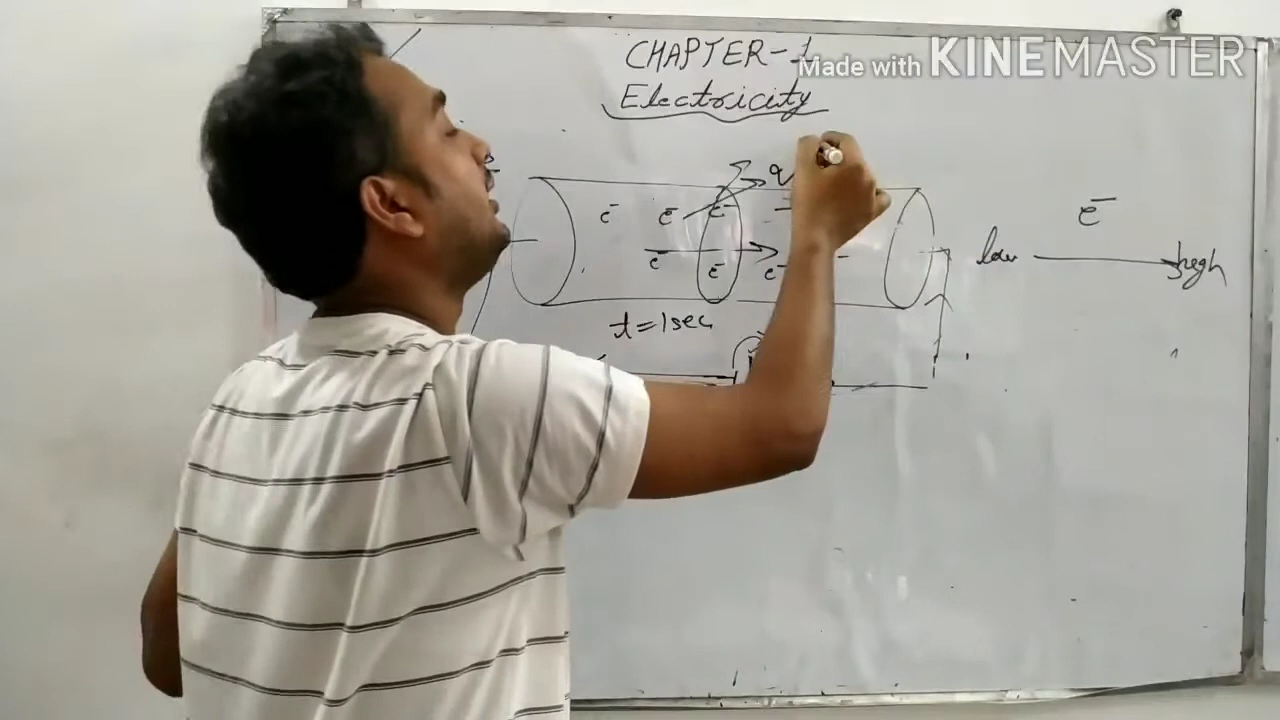 CHAPTER-1
Made with KINEMASTER
Electricity
q
e⁻ e⁻ e⁻
e⁻ e⁻ e⁻
e⁻
low high
t=1sec